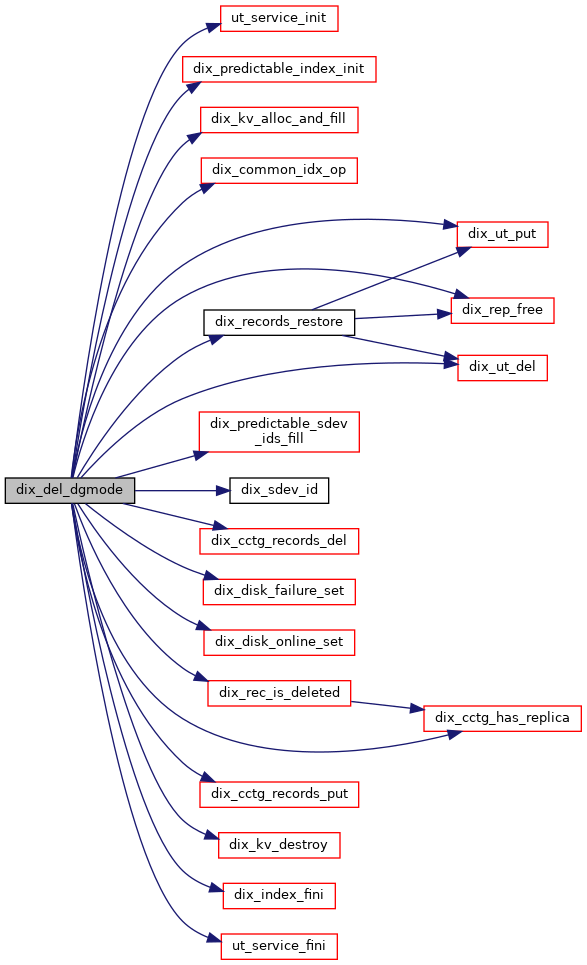 ut_service_init
dix_predictable_index_init
dix_kv_alloc_and_fill
dix_common_idx_op
dix_ut_put
dix_rep_free
dix_records_restore
dix_ut_del
dix_predictable_sdev
_ids_fill
dix_del_dgmode
dix_sdev_id
dix_cctg_records_del
dix_disk_failure_set
dix_disk_online_set
dix_rec_is_deleted
dix_cctg_has_replica
dix_cctg_records_put
dix_kv_destroy
dix_index_fini
ut_service_fini